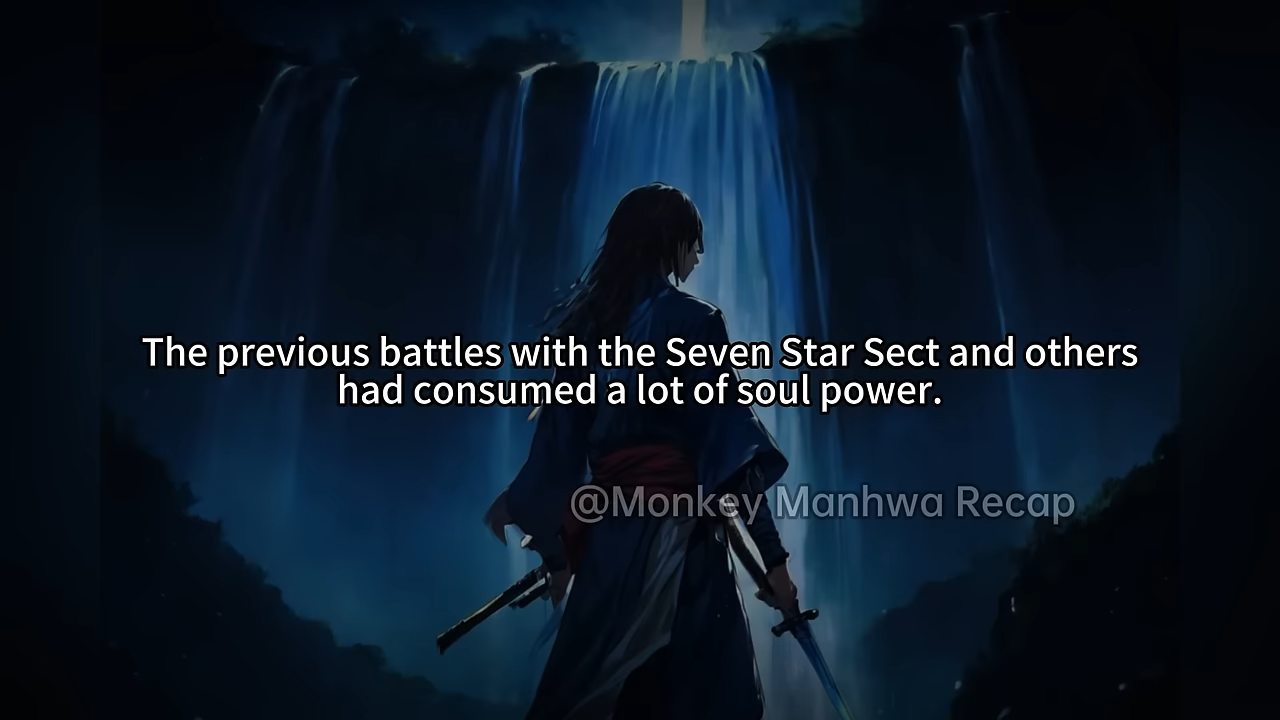 The previous battles with the Seven Star Sect and others
had consumed a lot of soul power.
@Monkey Manhwa Recap